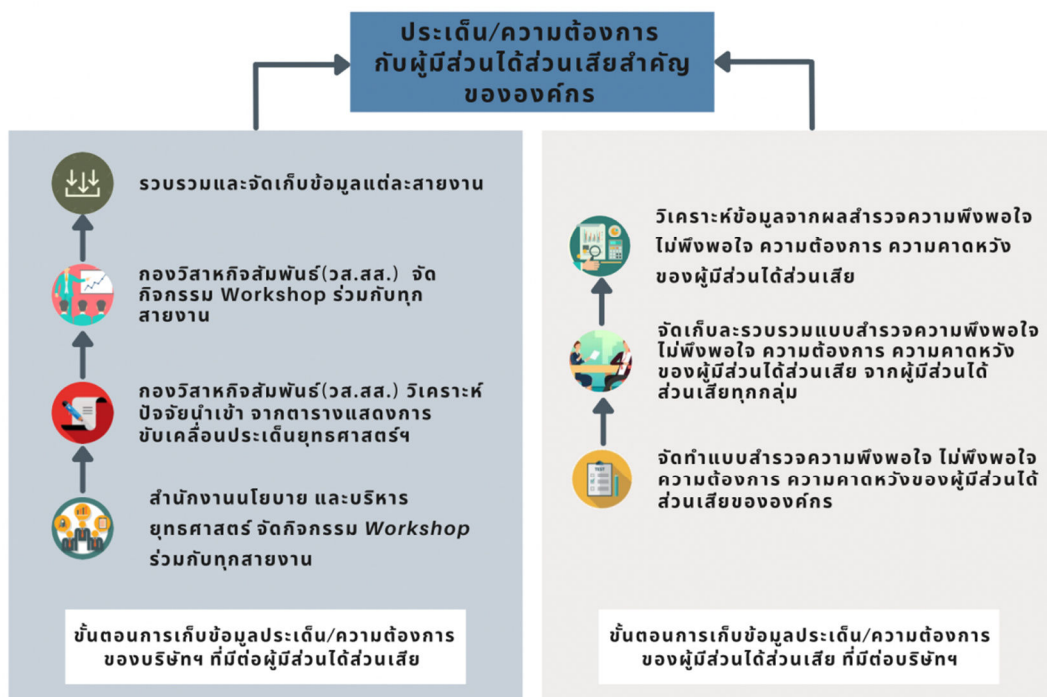 ประเด็น/ความต้องการ
กับผู้มีส่วนได้ส่วนเสียสำคัญ
ขององค์กร
รวบรวมและจัดเก็บข้อมูลแต่ละสายงาน
กองวิสาหกิจสัมพันธ์(วส.สส.) จัด
กิจกรรม Workshop ร่วมกับทุก
สายงาน
กองวิสาหกิจสัมพันธ์(วส.สส.) วิเคราะห์
ปัจจัยนำเข้า จากตารางแสดงการ
ขับเคลื่อนประเด็นยุทธศาสตร์ฯ
สำนักงานนโยบาย และบริหาร
ยุทธศาสตร์ จัดกิจกรรม Workshop
ร่วมกับทุกสายงาน
ขั้นตอนการเก็บข้อมูลประเด็น/ความต้องการ
ของบริษัทฯ ที่มีต่อผู้มีส่วนได้ส่วนเสีย
วิเคราะห์ข้อมูลจากผลสำรวจความพึงพอใจ
ไม่พึงพอใจ ความต้องการ ความคาดหวัง
ของผู้มีส่วนได้ส่วนเสีย
จัดเก็บละรวบรวมแบบสำรวจความพึงพอใจ
ไม่พึงพอใจ ความต้องการ ความคาดหวัง
ของผู้มีส่วนได้ส่วนเสีย จากผู้มีส่วนได้
ส่วนเสียทุกกลุ่ม
จัดทำแบบสำรวจความพึงพอใจ ไม่พึงพอใจ
ความต้องการ ความคาดหวังของผู้มีส่วนได้
ส่วนเสียขององค์กร
ขั้นตอนการเก็บข้อมูลประเด็น/ความต้องการ
ของผู้มีส่วนได้ส่วนเสีย ที่มีต่อบริษัทฯ